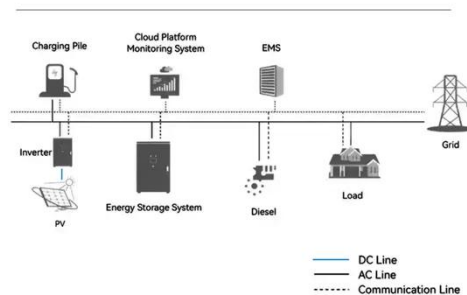 Charging Pile
Cloud Platform
Monitoring System
EMS
Grid
Inverter
PV
Energy Storage System
Diesel
Load
DC Line
AC Line
Communication Line